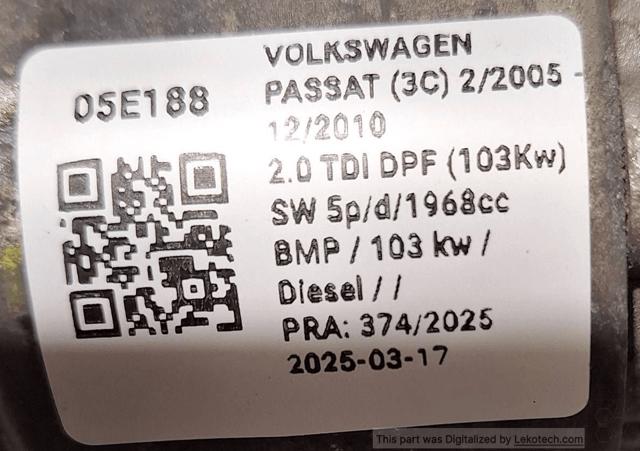 05E188
VOLKSWAGEN
PASSAT (3C) 2/2005 -
12/2010
2.0 TDI DPF (103Kw)
SW 5p/d/1968cc
BMP / 103 kw /
Diesel / /
PRA: 374/2025
2025-03-17
This part was Digitalized by Lekotech.com